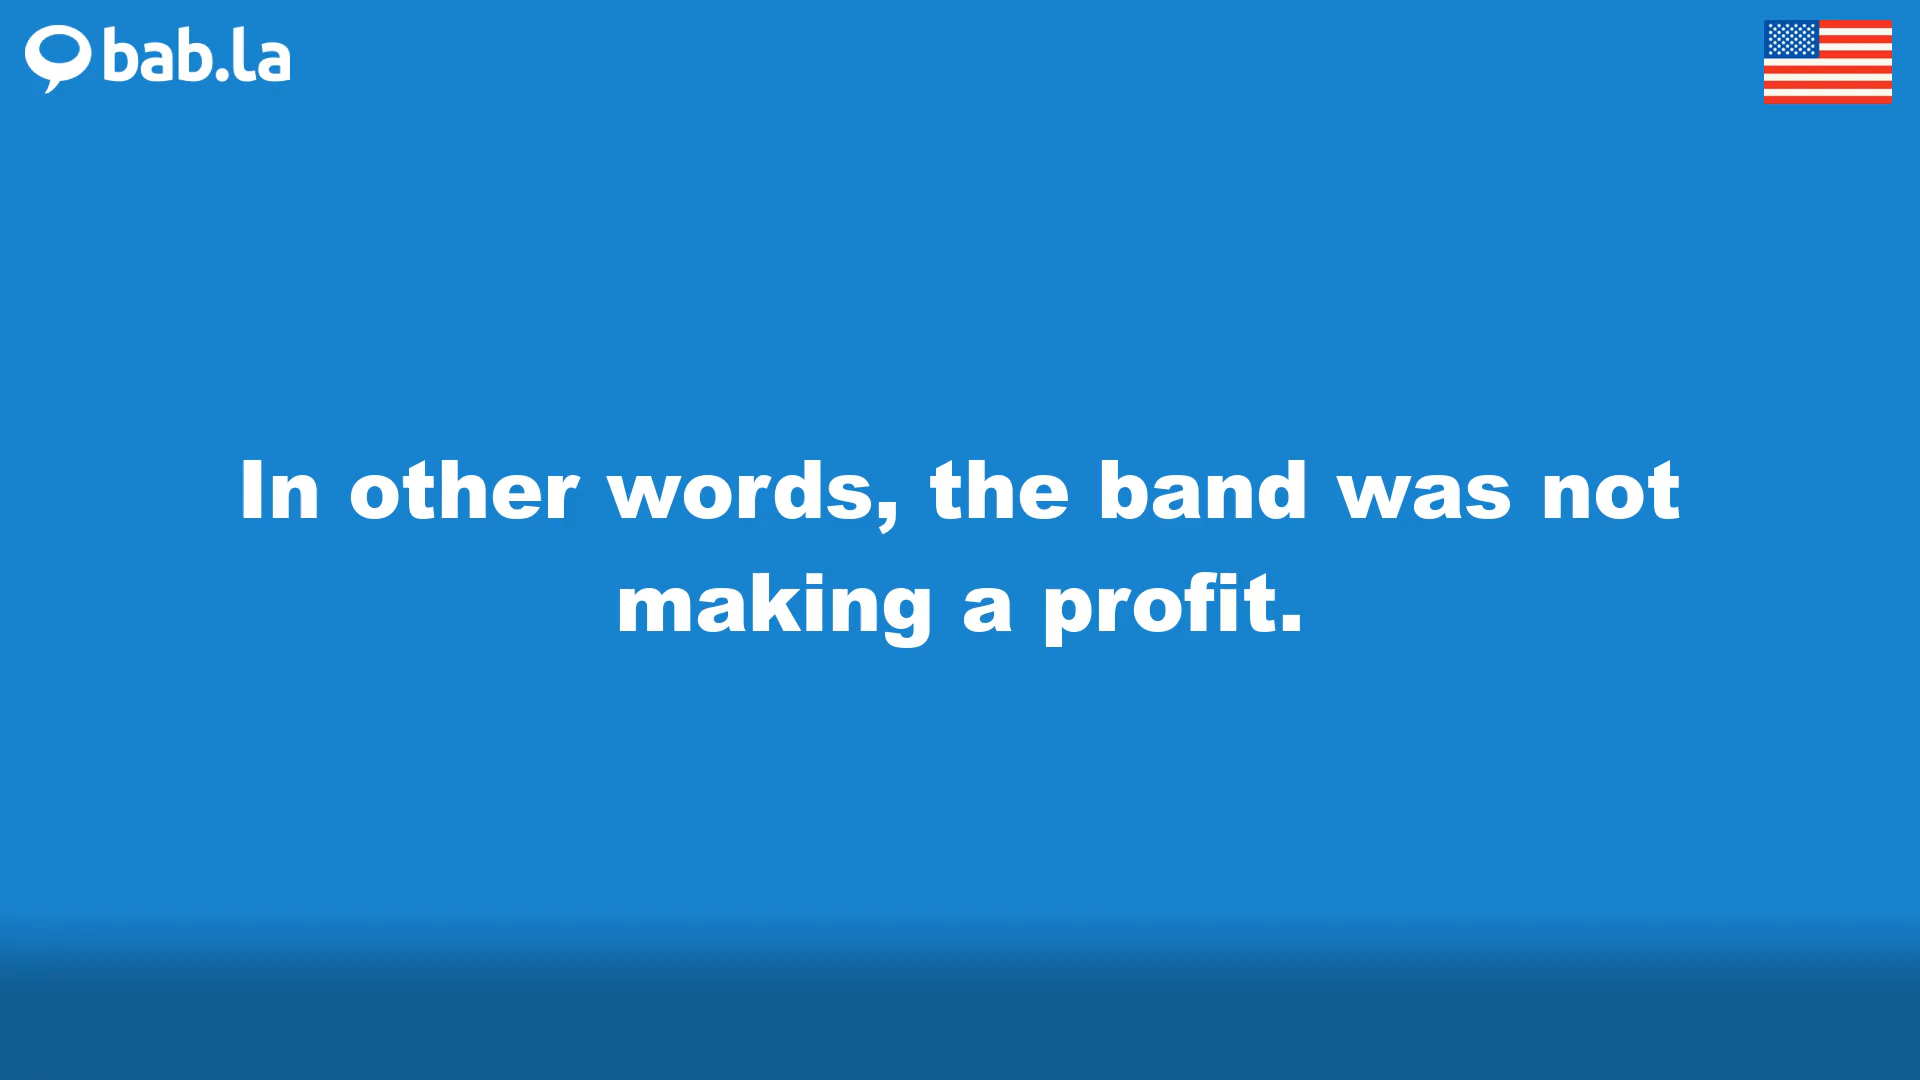 bab.la
In other words, the band was not
making a profit.